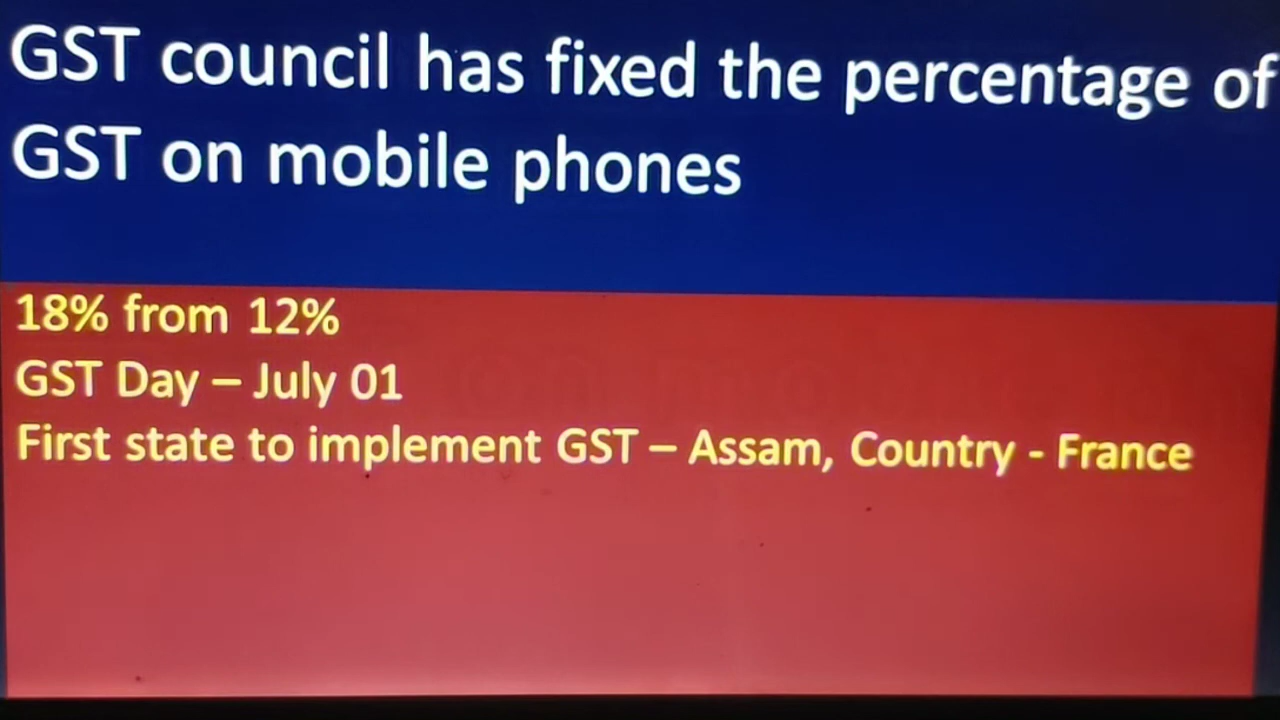 GST council has fixed the percentage of
GST on mobile phones
18% from 12%
GST Day – July 01
First state to implement GST – Assam, Country - France